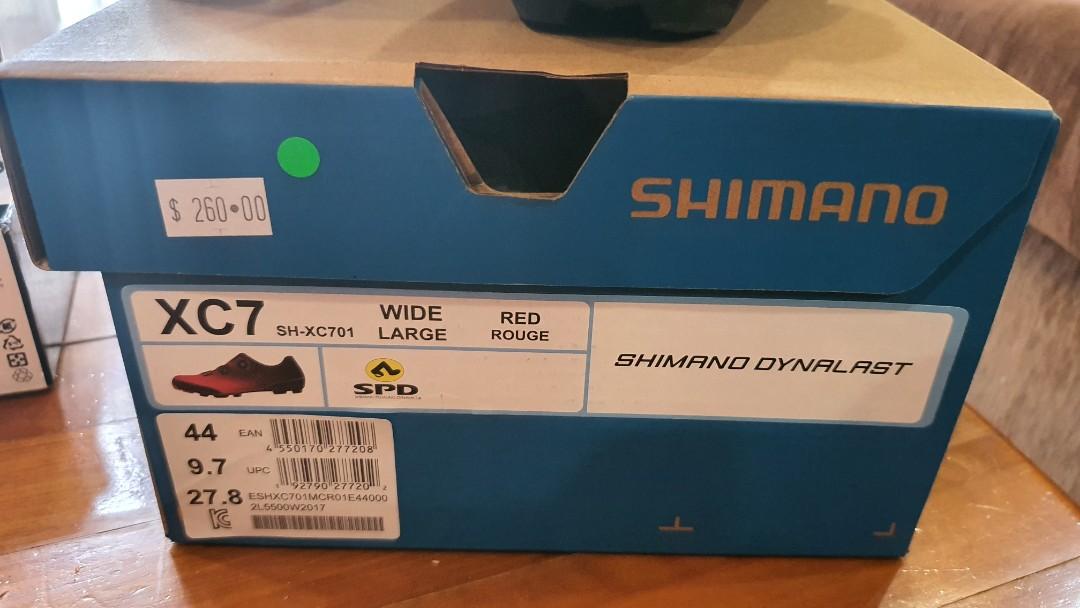 SHIMANO
$ 260.00
XC7 SH-XC701 WIDE RED
LARGE ROUGE
SPD
SHIMANO DYNALAST
44 EAN
4 550170 277208
9.7 UPC
1 92790 27720 2
27.8 ESHXC701MCR01E44000
2L5500W2017